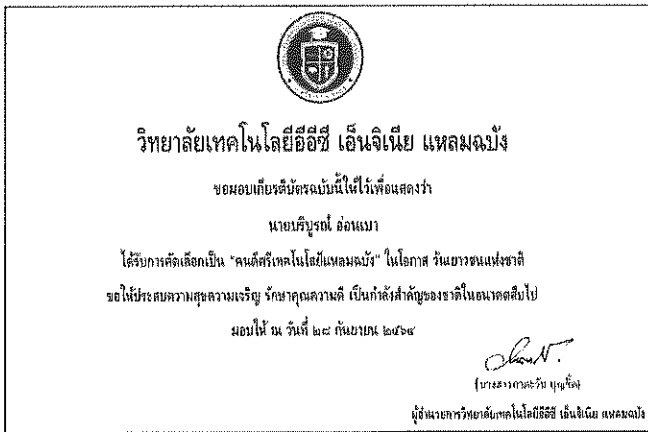 วิทยาลัยเทคโนโลยีอีอีซี เอ็นจิเนีย แหลมฉบัง
ขอมอบเกียรติบัตรฉบับนี้ให้ไว้เพื่อแสดงว่า
นายบริบูรณ์ อ่อนเบา
ได้รับการคัดเลือกเป็น "คนดีศรีเทคโนโลยีแหลมฉบัง" ในโอกาส วันเยาวชนแห่งชาติ
ขอให้ประสบความสุขความเจริญ รักษาคุณความดี เป็นกำลังสำคัญของชาติในอนาคตสืบไป
มอบให้ ณ วันที่ ๒๘ กันยายน ๒๕๖๔
ผู้อำนวยการวิทยาลัยเทคโนโลยีอีอีซี เอ็นจิเนีย แหลมฉบัง